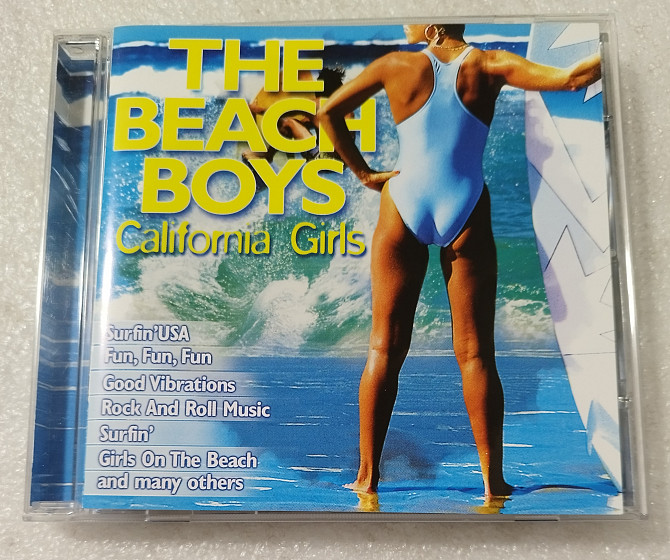 THE
BEACH
BOYS
California Girls
Surfin'USA
Fun, Fun, Fun
Good Vibrations
Rock And Roll Music
Surfin'
Girls On The Beach
and many others